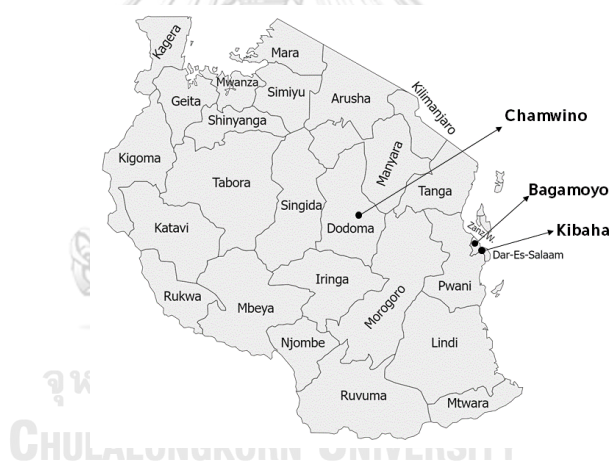 Kagera
Mara
Mwanza
Simiyu
Geita
Arusha
Kilimanjaro
Shinyanga
Chamwino
Kigoma
Manyara
Tabora
Tanga
Bagamoyo
Singida
Katavi
Dodoma
Zanz W.
Kibaha
Dar-Es-Salaam
Iringa
Pwani
Rukwa
Mbeya
Morogoro
Njombe
Lindi
Ruvuma
Mtwara
CHULALONGKORN UNIVERSITY